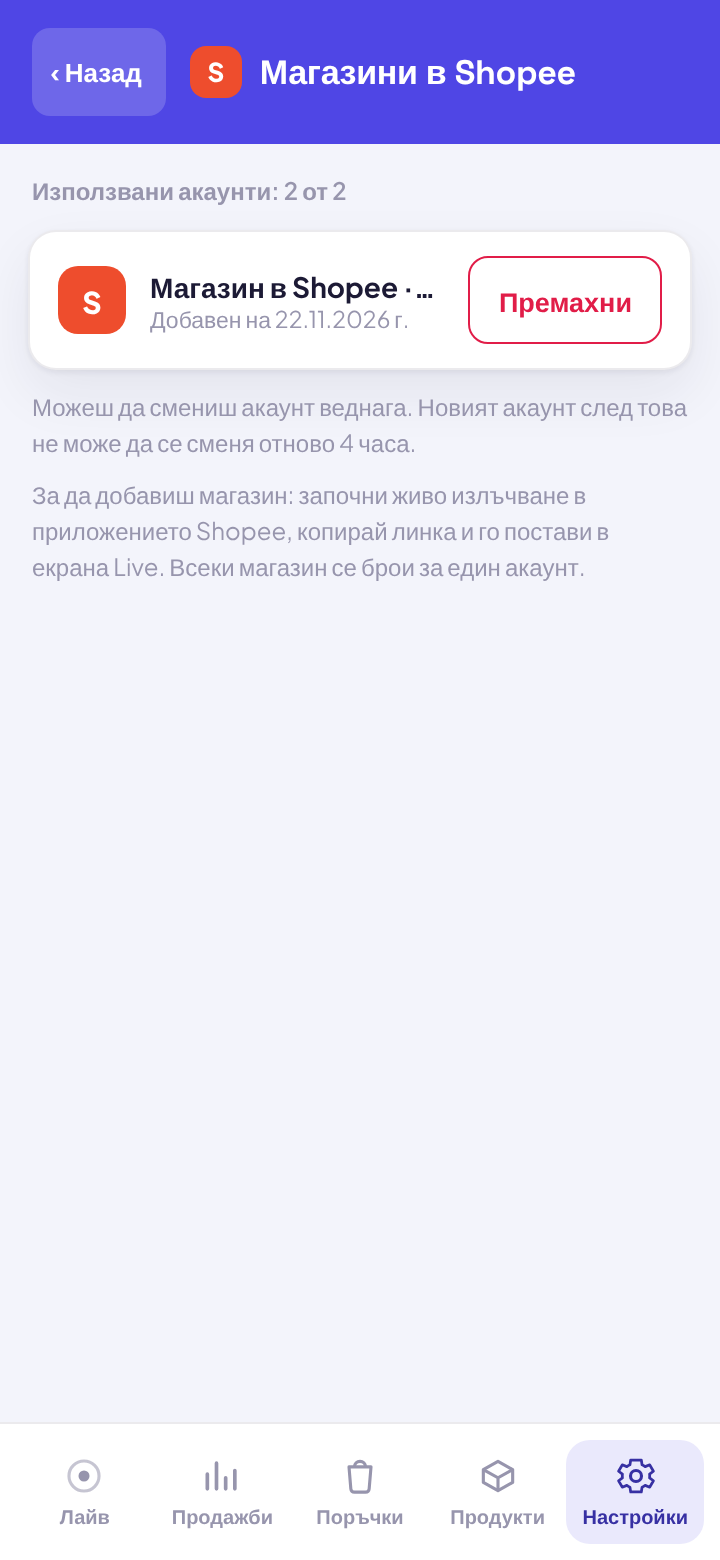 ‹ Назад
S
Магазини в Shopee
Използвани акаунти: 2 от 2
S
Магазин в Shopee · ...
Добавен на 22.11.2026 г.
Премахни
Можеш да смениш акаунт веднага. Новият акаунт след това
не може да се сменя отново 4 часа.
За да добавиш магазин: започни живо излъчване в
приложението Shopee, копирай линка и го постави в
екрана Live. Всеки магазин се брои за един акаунт.
Лайв
Продажби
Поръчки
Продукти
Настройки